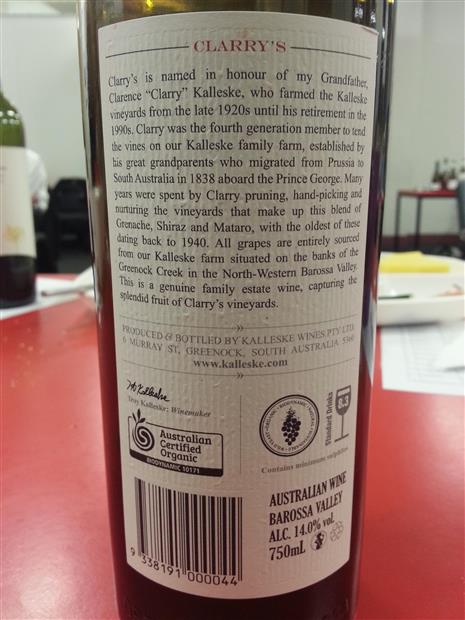 CLARRY'S
Clarry's is named in honour of my Grandfather,
Clarence "Clarry" Kalleske, who farmed the Kalleske
vineyards from the late 1920s until his retirement in the
1990s. Clarry was the fourth generation member to tend
the vines on our Kalleske family farm, established by
his great grandparents who migrated from Prussia to
South Australia in 1838 aboard the Prince George. Many
years were spent by Clarry pruning, hand-picking and
nurturing the vineyards that make up this blend of
Grenache, Shiraz and Mataro, with the oldest of these
dating back to 1940. All grapes are entirely sourced
from our Kalleske farm situated on the banks of the
Greenock Creek in the North-Western Barossa Valley.
This is a genuine family estate wine, capturing the
splendid fruit of Clarry's vineyards.
PRODUCED & BOTTLED BY KALLESKE WINES PTY LTD
6 MURRAY ST, GREENOCK, SOUTH AUSTRALIA 5360
www.kalleske.com
Troy Kalleske: Winemaker
Australian
Certified
Organic
BIODYNAMIC 10171
Standard Drinks
8.3
Contains minimum sulphites
AUSTRALIAN WINE
BAROSSA VALLEY
ALC. 14.0% vol.
750mL
9 338191 000044